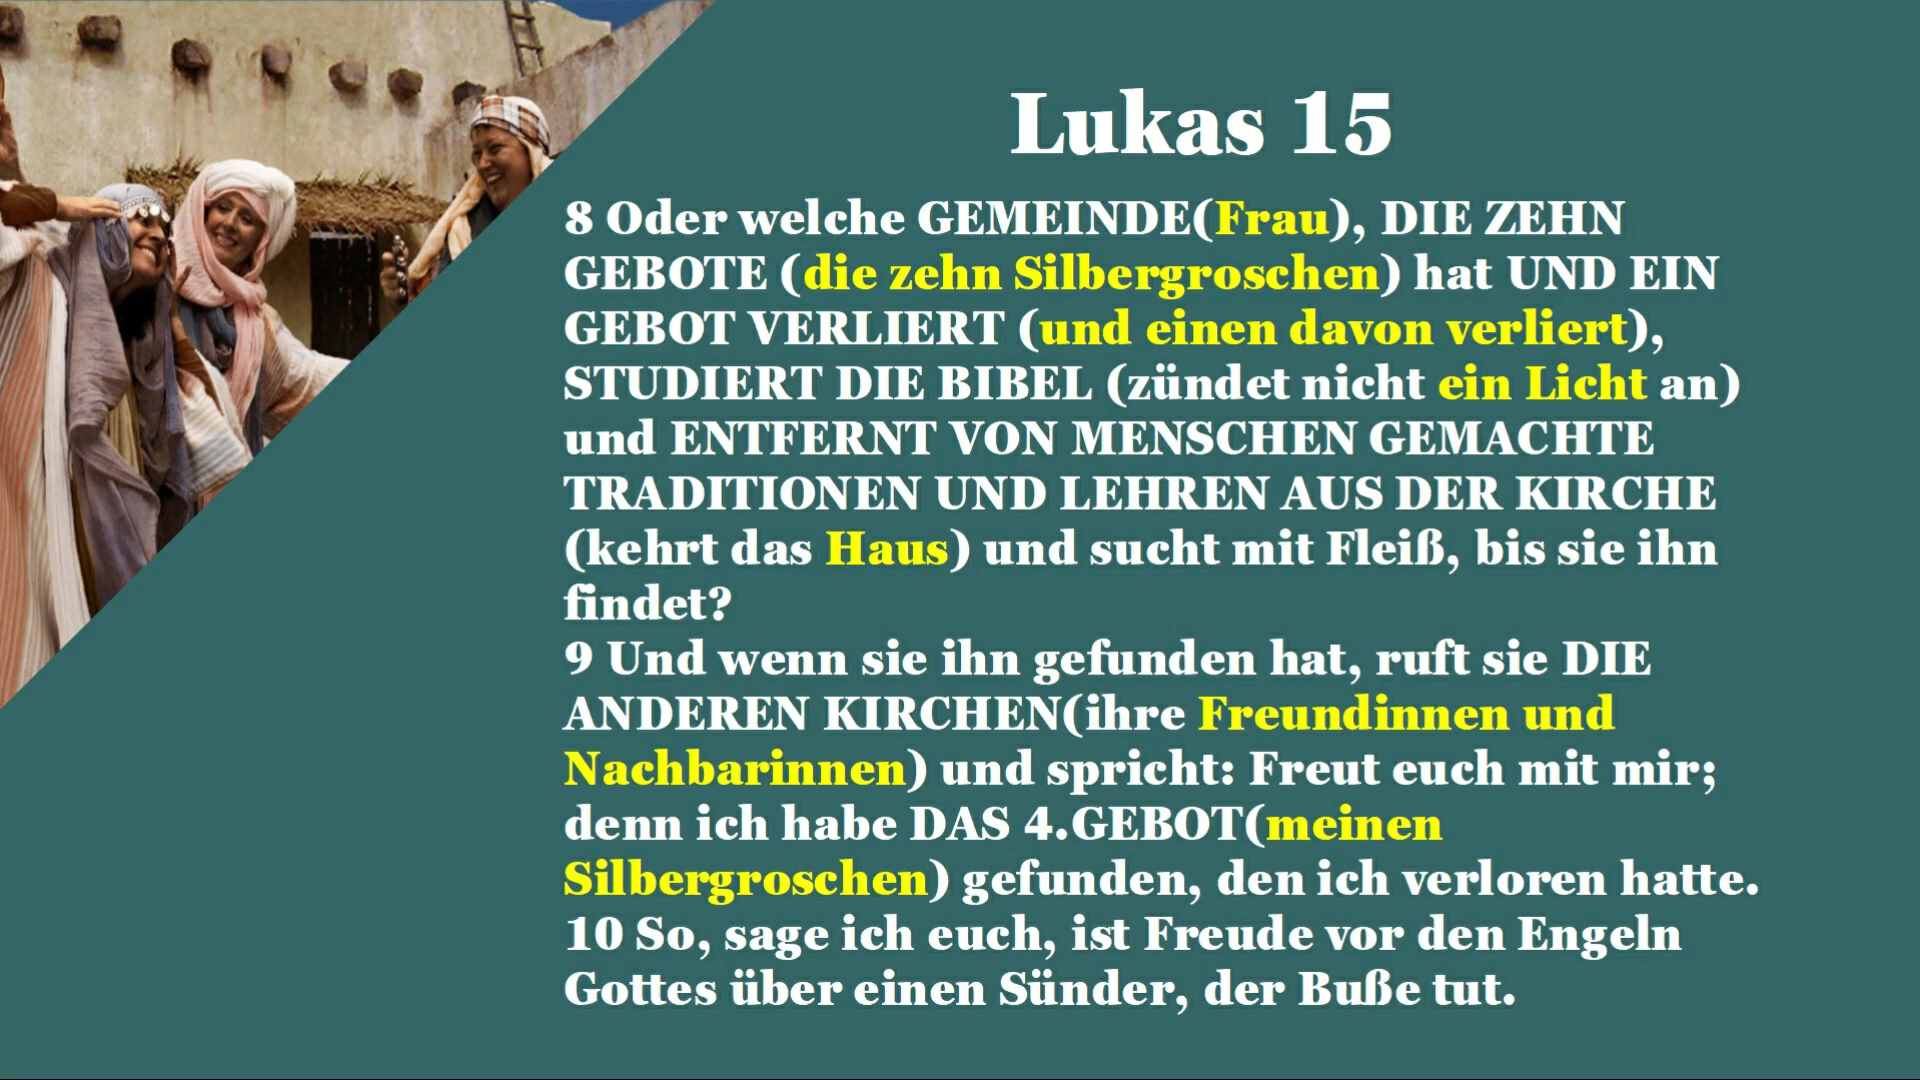 Lukas 15
8 Oder welche GEMEINDE(Frau), DIE ZEHN
GEBOTE (die zehn Silbergroschen) hat UND EIN
GEBOT VERLIERT (und einen davon verliert),
STUDIERT DIE BIBEL (zündet nicht ein Licht an)
und ENTFERNT VON MENSCHEN GEMACHTE
TRADITIONEN UND LEHREN AUS DER KIRCHE
(kehrt das Haus) und sucht mit Fleiß, bis sie ihn
findet?
9 Und wenn sie ihn gefunden hat, ruft sie DIE
ANDEREN KIRCHEN(ihre Freundinnen und
Nachbarinnen) und spricht: Freut euch mit mir;
denn ich habe DAS 4.GEBOT(meinen
Silbergroschen) gefunden, den ich verloren hatte.
10 So, sage ich euch, ist Freude vor den Engeln
Gottes über einen Sünder, der Buße tut.